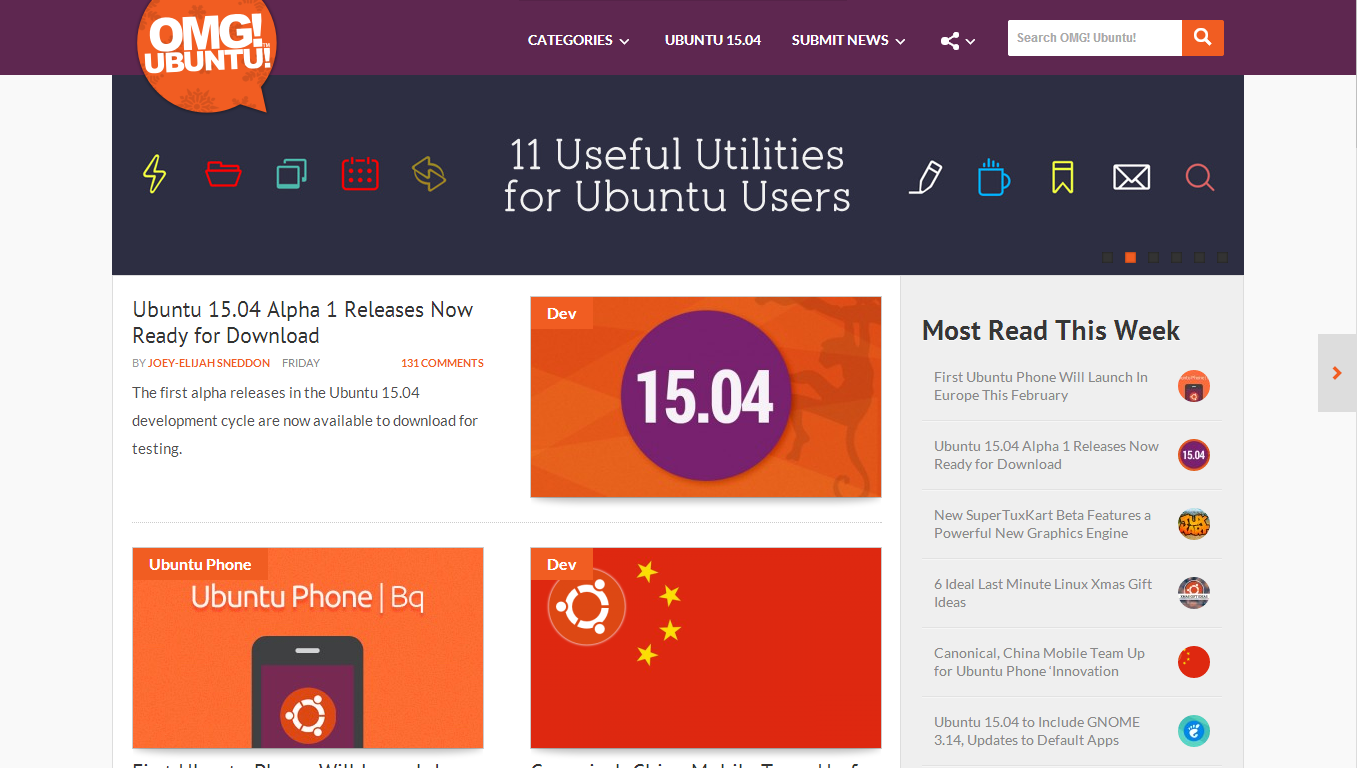 OMG!
UBUNTU!
CATEGORIES
UBUNTU 15.04
SUBMIT NEWS
Search OMG! Ubuntu!
11 Useful Utilities
for Ubuntu Users
Ubuntu 15.04 Alpha 1 Releases Now
Ready for Download
BY JOEY-ELIJAH SNEDDON FRIDAY 131 COMMENTS
The first alpha releases in the Ubuntu 15.04
development cycle are now available to download for
testing.
Dev
15.04
Ubuntu Phone
Ubuntu Phone | Bq
Dev
Most Read This Week
First Ubuntu Phone Will Launch In
Europe This February
Ubuntu 15.04 Alpha 1 Releases Now
Ready for Download
15.04
New SuperTuxKart Beta Features a
Powerful New Graphics Engine
TUX
KART
6 Ideal Last Minute Linux Xmas Gift
Ideas
Canonical, China Mobile Team Up
for Ubuntu Phone ‘Innovation
Ubuntu 15.04 to Include GNOME
3.14, Updates to Default Apps